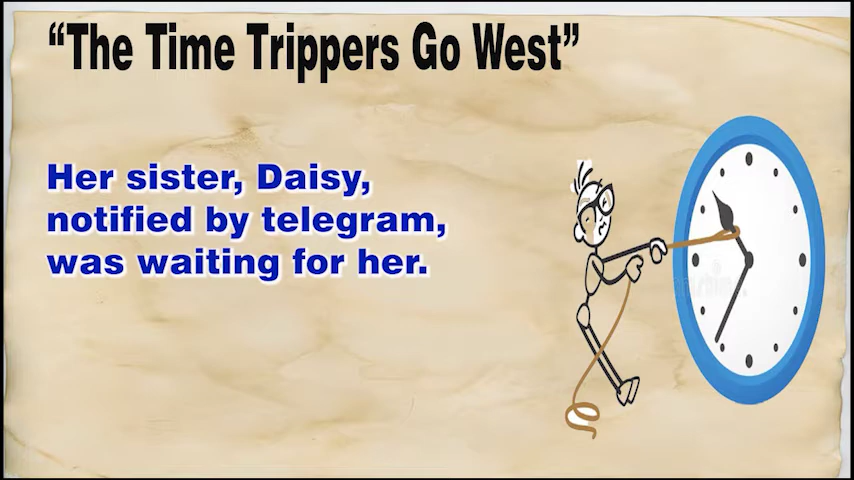 “The Time Trippers Go West”
Her sister, Daisy,
notified by telegram,
was waiting for her.